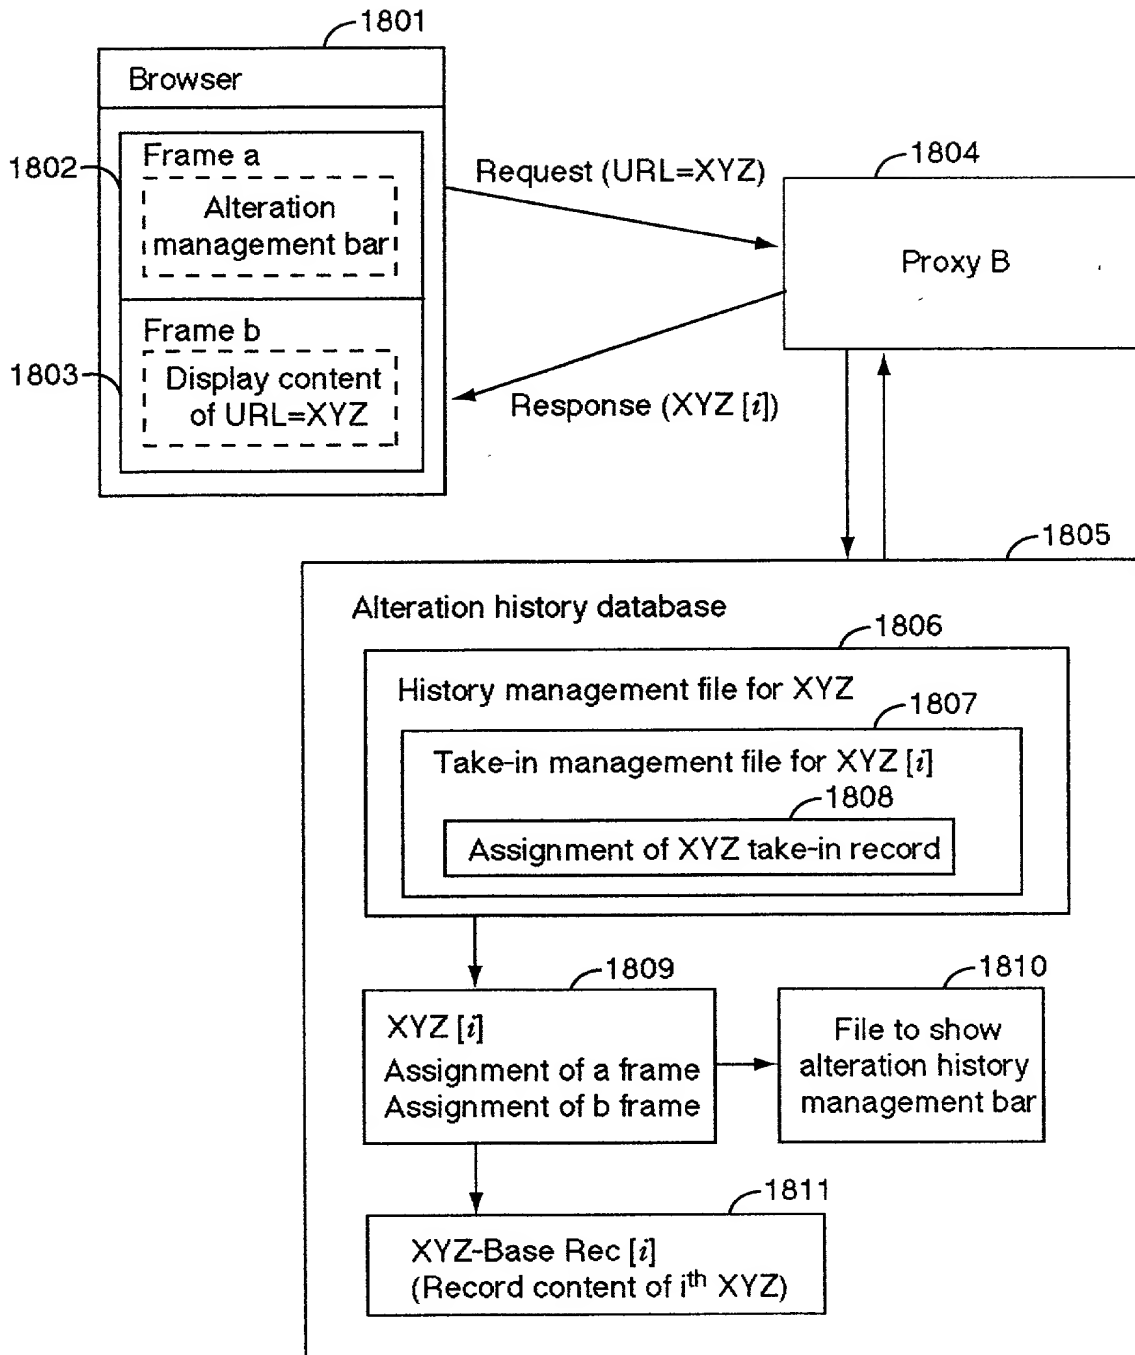 1801
Browser
1802
Frame a
Alteration
management bar
Request (URL=XYZ)
1804
Proxy B
1803
Frame b
Display content
of URL=XYZ
Response (XYZ [i])
1805
Alteration history database
1806
History management file for XYZ
1807
Take-in management file for XYZ [i]
1808
Assignment of XYZ take-in record
1809
XYZ [i]
Assignment of a frame
Assignment of b frame
1810
File to show
alteration history
management bar
1811
XYZ-Base Rec [i]
(Record content of ith XYZ)